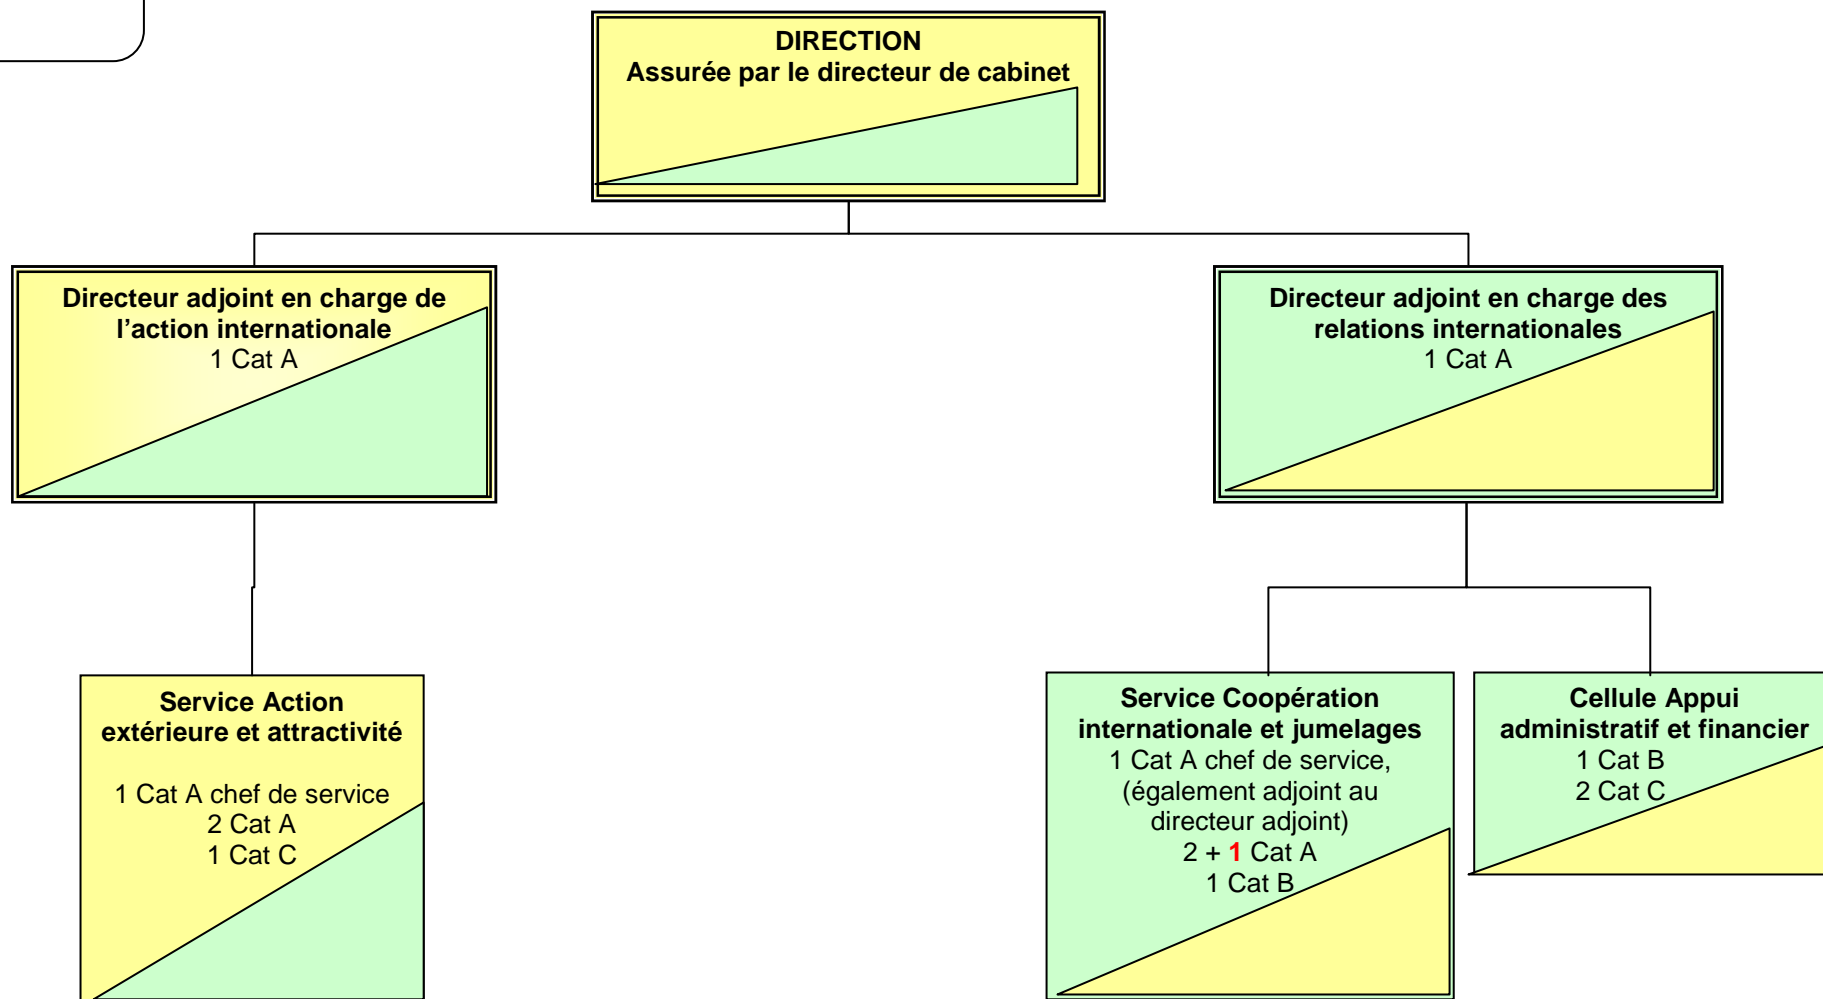 DIRECTION
Assurée par le directeur de cabinet
Directeur adjoint en charge de
l’action internationale
1 Cat A
Directeur adjoint en charge des
relations internationales
1 Cat A
Service Action
extérieure et attractivité
1 Cat A chef de service
2 Cat A
1 Cat C
Service Coopération
internationale et jumelages
1 Cat A chef de service,
(également adjoint au
directeur adjoint)
2 + 1 Cat A
1 Cat B
Cellule Appui
administratif et financier
1 Cat B
2 Cat C